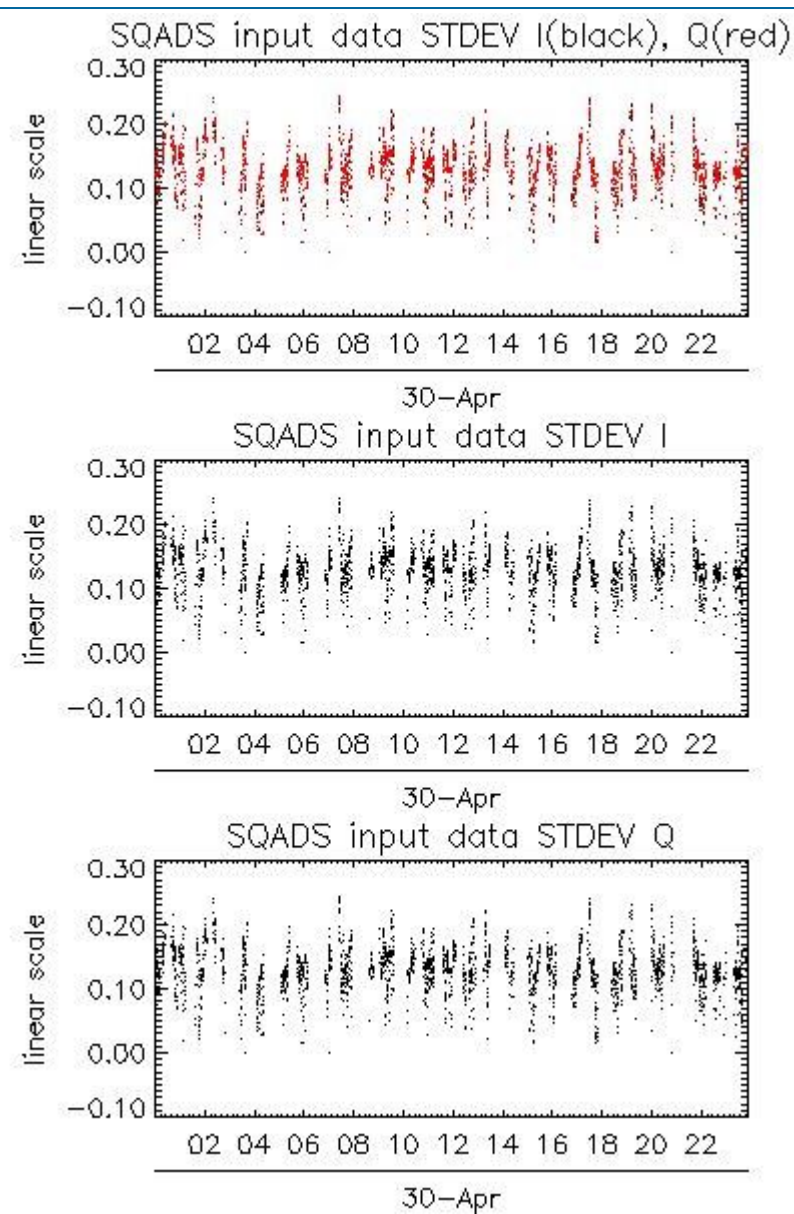 SQADS input data STDEV I(black), Q(red)
0.30
0.20
0.10
0.00
−0.10
linear scale
02 04 06 08 10 12 14 16 18 20 22
30−Apr
SQADS input data STDEV I
0.30
0.20
0.10
0.00
−0.10
linear scale
02 04 06 08 10 12 14 16 18 20 22
30−Apr
SQADS input data STDEV Q
0.30
0.20
0.10
0.00
−0.10
linear scale
02 04 06 08 10 12 14 16 18 20 22
30−Apr